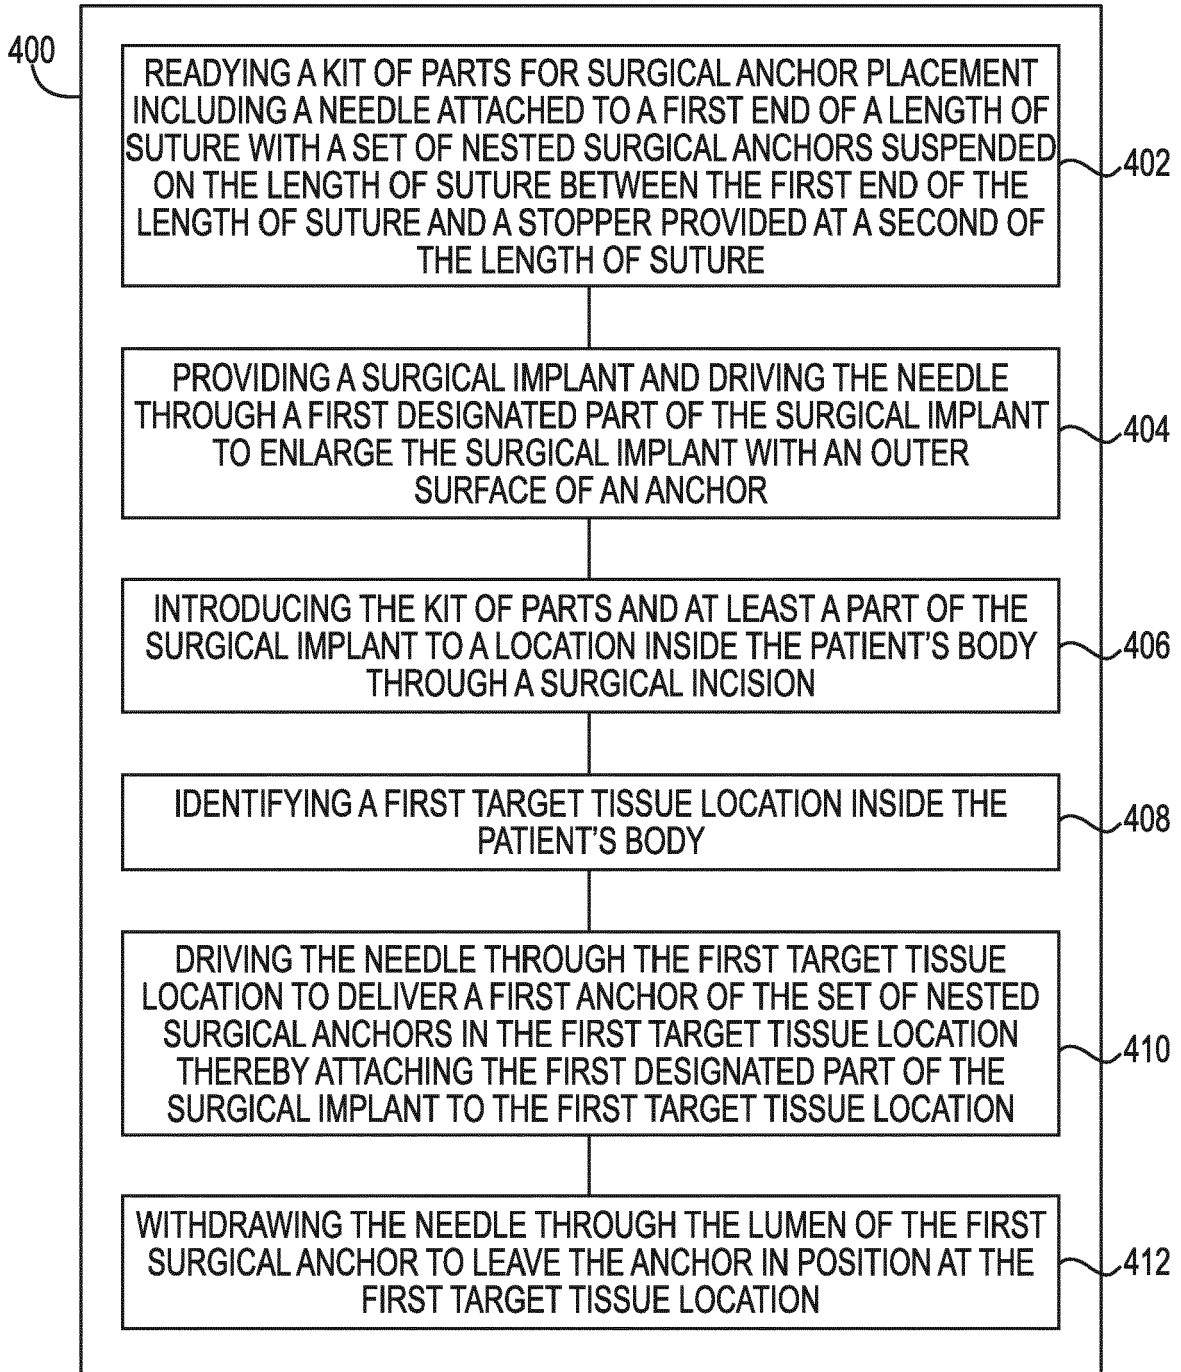 400
READYING A KIT OF PARTS FOR SURGICAL ANCHOR PLACEMENT
INCLUDING A NEEDLE ATTACHED TO A FIRST END OF A LENGTH OF
SUTURE WITH A SET OF NESTED SURGICAL ANCHORS SUSPENDED
ON THE LENGTH OF SUTURE BETWEEN THE FIRST END OF THE
LENGTH OF SUTURE AND A STOPPER PROVIDED AT A SECOND OF
THE LENGTH OF SUTURE
402
PROVIDING A SURGICAL IMPLANT AND DRIVING THE NEEDLE
THROUGH A FIRST DESIGNATED PART OF THE SURGICAL IMPLANT
TO ENLARGE THE SURGICAL IMPLANT WITH AN OUTER
SURFACE OF AN ANCHOR
404
INTRODUCING THE KIT OF PARTS AND AT LEAST A PART OF THE
SURGICAL IMPLANT TO A LOCATION INSIDE THE PATIENT'S BODY
THROUGH A SURGICAL INCISION
406
IDENTIFYING A FIRST TARGET TISSUE LOCATION INSIDE THE
PATIENT'S BODY
408
DRIVING THE NEEDLE THROUGH THE FIRST TARGET TISSUE
LOCATION TO DELIVER A FIRST ANCHOR OF THE SET OF NESTED
SURGICAL ANCHORS IN THE FIRST TARGET TISSUE LOCATION
THEREBY ATTACHING THE FIRST DESIGNATED PART OF THE
SURGICAL IMPLANT TO THE FIRST TARGET TISSUE LOCATION
410
WITHDRAWING THE NEEDLE THROUGH THE LUMEN OF THE FIRST
SURGICAL ANCHOR TO LEAVE THE ANCHOR IN POSITION AT THE
FIRST TARGET TISSUE LOCATION
412